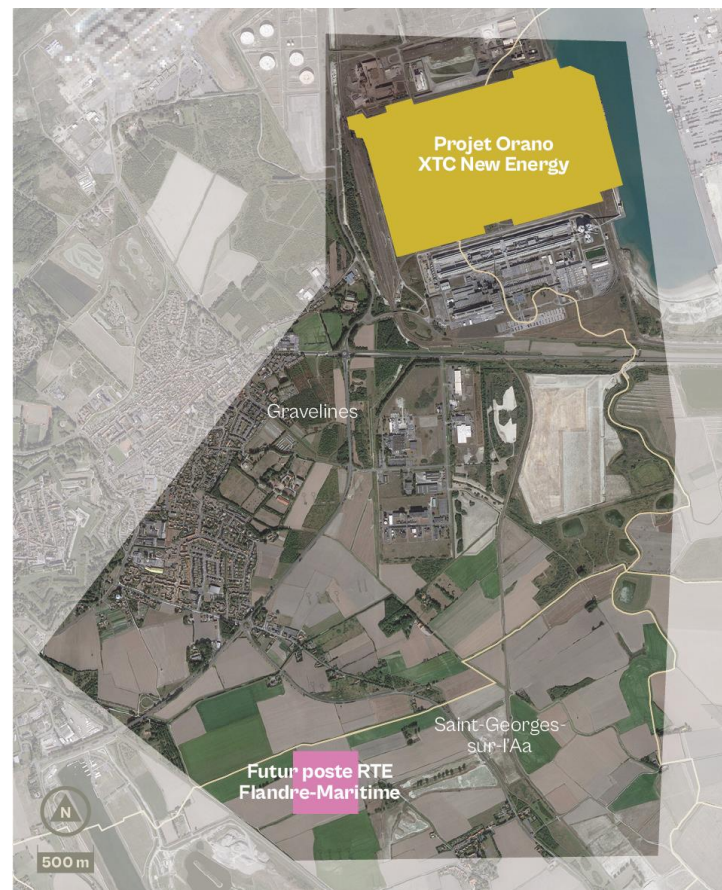 Projet Orano
XTC New Energy
Gravelines
Saint-Georges-
sur-l'Aa
Futur poste RTE
Flandre-Maritime
N
500 m